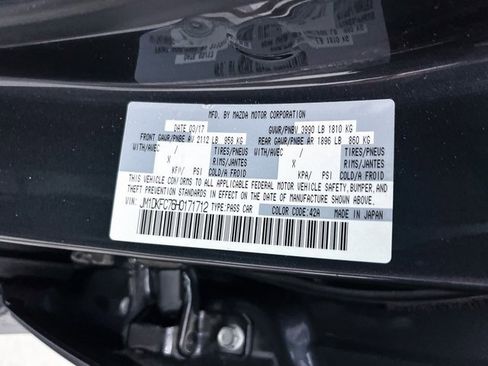 MFD. BY MAZDA MOTOR CORPORATION
DATE 03/17 GVWR/PNBV 3990 LB 1810 KG
FRONT GAWR/PNBE AV 2112 LB 958 KG REAR GAWR/PNBE AR 1896 LB 860 KG
WITH/AVEC TIRES/PNEUS WITH/AVEC TIRES/PNEUS
X RIMS/JANTES X RIMS/JANTES
KPA/ PSI COLD/A FROID KPA/ PSI COLD/A FROID
THIS VEHICLE CONFORMS TO ALL APPLICABLE FEDERAL MOTOR VEHICLE SAFETY, BUMPER, AND
THEFT PREVENTION STANDARDS IN EFFECT ON THE DATE OF MANUFACTURE SHOWN ABOVE.
VIN: JM1DKFC76H0171712 TYPE: PASS CAR COLOR CODE: 42A MADE IN JAPAN